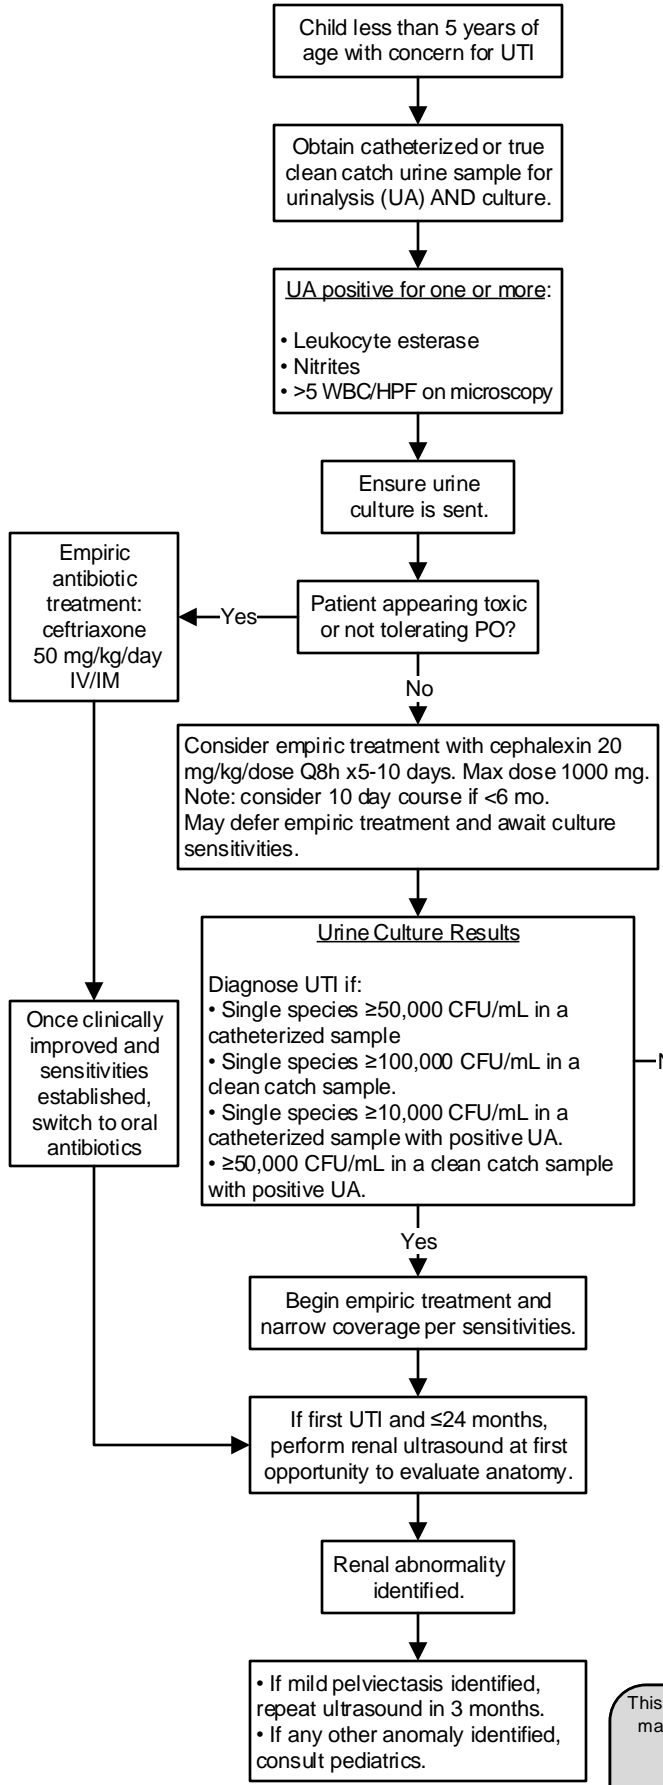 Child less than 5 years of
age with concern for UTI
Obtain catheterized or true
clean catch urine sample for
urinalysis (UA) AND culture.
UA positive for one or more:
• Leukocyte esterase
• Nitrites
• >5 WBC/HPF on microscopy
Ensure urine
culture is sent.
Patient appearing toxic
or not tolerating PO?
Yes
Empiric
antibiotic
treatment:
ceftriaxone
50 mg/kg/day
IV/IM
No
Consider empiric treatment with cephalexin 20
mg/kg/dose Q8h x5-10 days. Max dose 1000 mg.
Note: consider 10 day course if <6 mo.
May defer empiric treatment and await culture
sensitivities.
Urine Culture Results
Diagnose UTI if:
• Single species ≥50,000 CFU/mL in a
catheterized sample
• Single species ≥100,000 CFU/mL in a
clean catch sample.
• Single species ≥10,000 CFU/mL in a
catheterized sample with positive UA.
• ≥50,000 CFU/mL in a clean catch sample
with positive UA.
Once clinically
improved and
sensitivities
established,
switch to oral
antibiotics
Yes
Begin empiric treatment and
narrow coverage per sensitivities.
If first UTI and ≤24 months,
perform renal ultrasound at first
opportunity to evaluate anatomy.
Renal abnormality
identified.
• If mild pelviectasis identified,
repeat ultrasound in 3 months.
• If any other anomaly identified,
consult pediatrics.
This